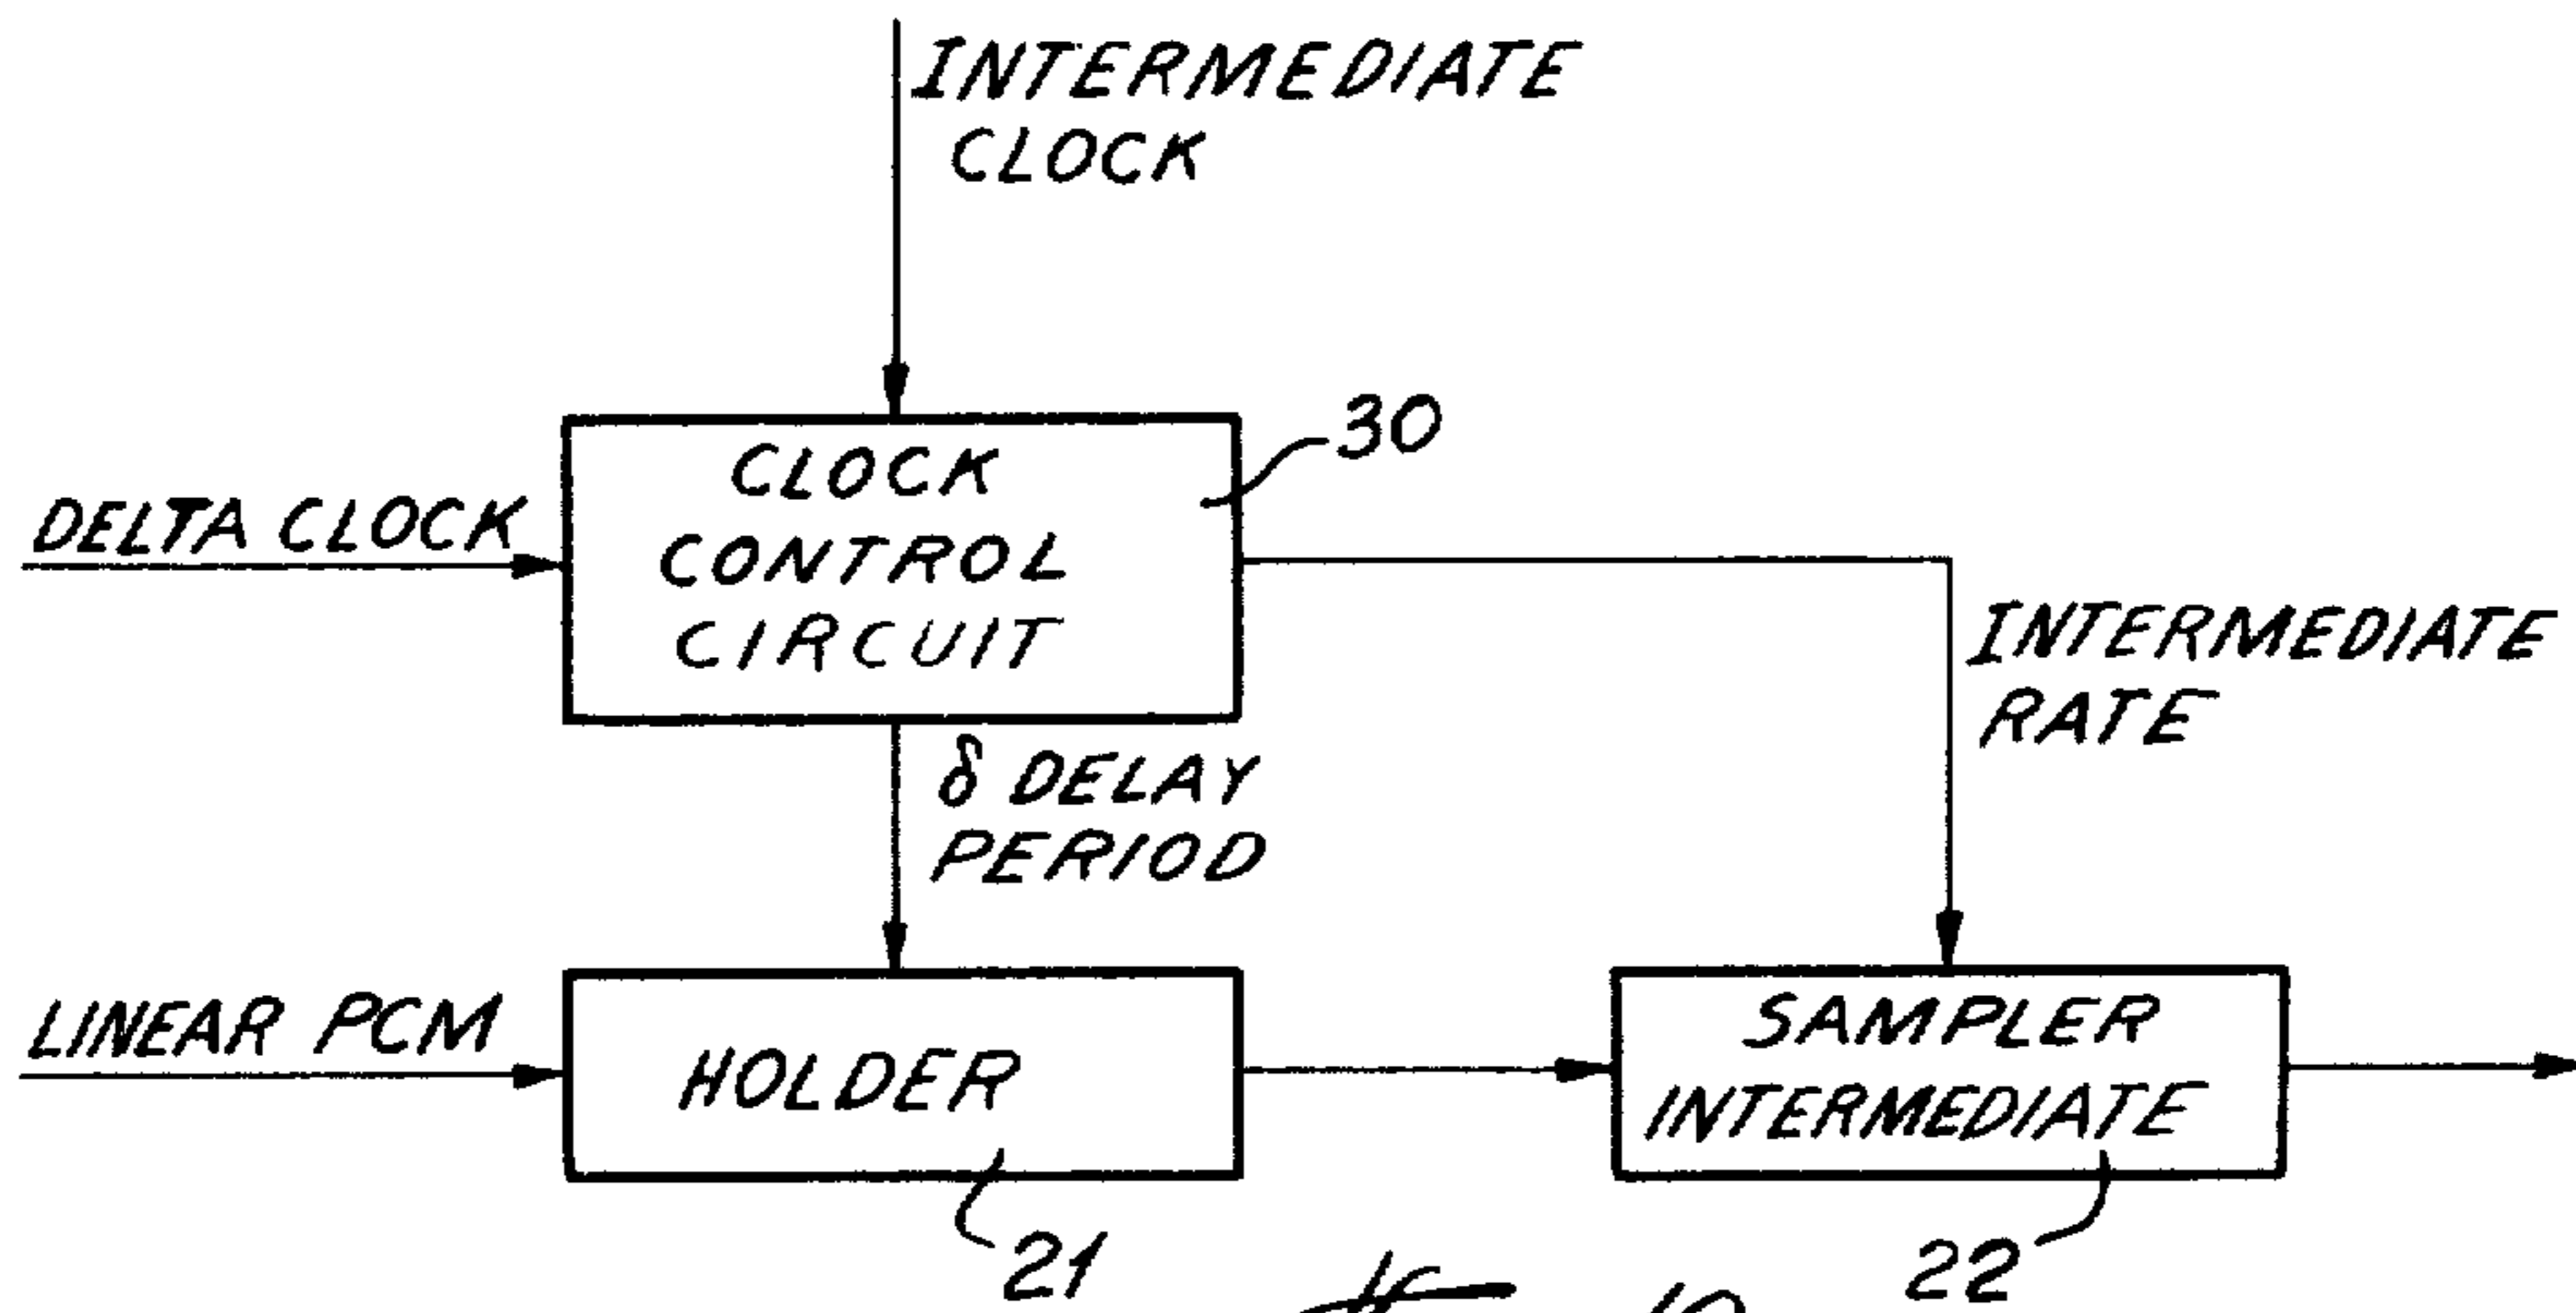 INTERMEDIATE
CLOCK
30
CLOCK
CONTROL
CIRCUIT
DELTA CLOCK
INTERMEDIATE
RATE
δ DELAY
PERIOD
LINEAR PCM
HOLDER
SAMPLER
INTERMEDIATE
21
22